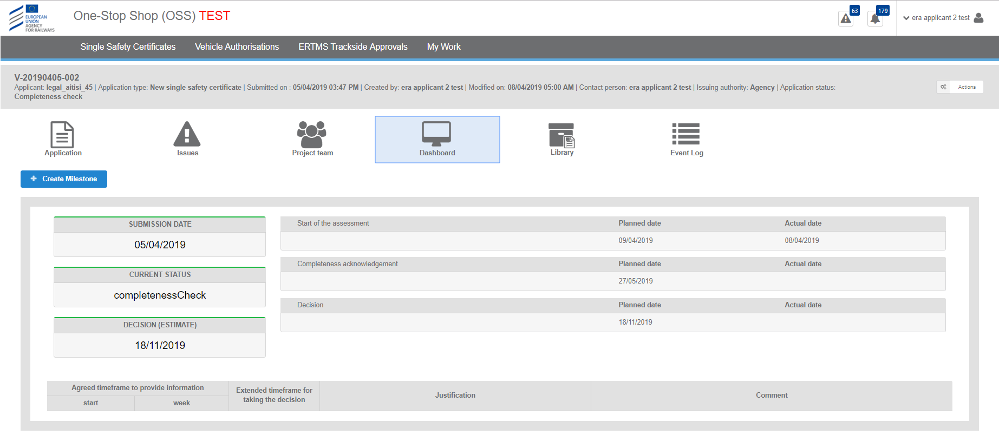 EUROPEAN
UNION
AGENCY
FOR RAILWAYS
One-Stop Shop (OSS) TEST
63
179
era applicant 2 test
Single Safety Certificates Vehicle Authorisations ERTMS Trackside Approvals My Work
V-20190405-002
Applicant: legal_aitisi_45 | Application type: New single safety certificate | Submitted on : 05/04/2019 03:47 PM | Created by: era applicant 2 test | Modified on: 08/04/2019 05:00 AM | Contact person: era applicant 2 test | Issuing authority: Agency | Application status:
Completeness check
Actions
Application Issues Project team Dashboard Library Event Log
Create Milestone
SUBMISSION DATE
05/04/2019
CURRENT STATUS
completenessCheck
DECISION (ESTIMATE)
18/11/2019
Start of the assessment Planned date Actual date
09/04/2019 08/04/2019
Completeness acknowledgement Planned date Actual date
27/05/2019
Decision Planned date Actual date
18/11/2019
Agreed timeframe to provide information
start week
Extended timeframe for
taking the decision
Justification
Comment